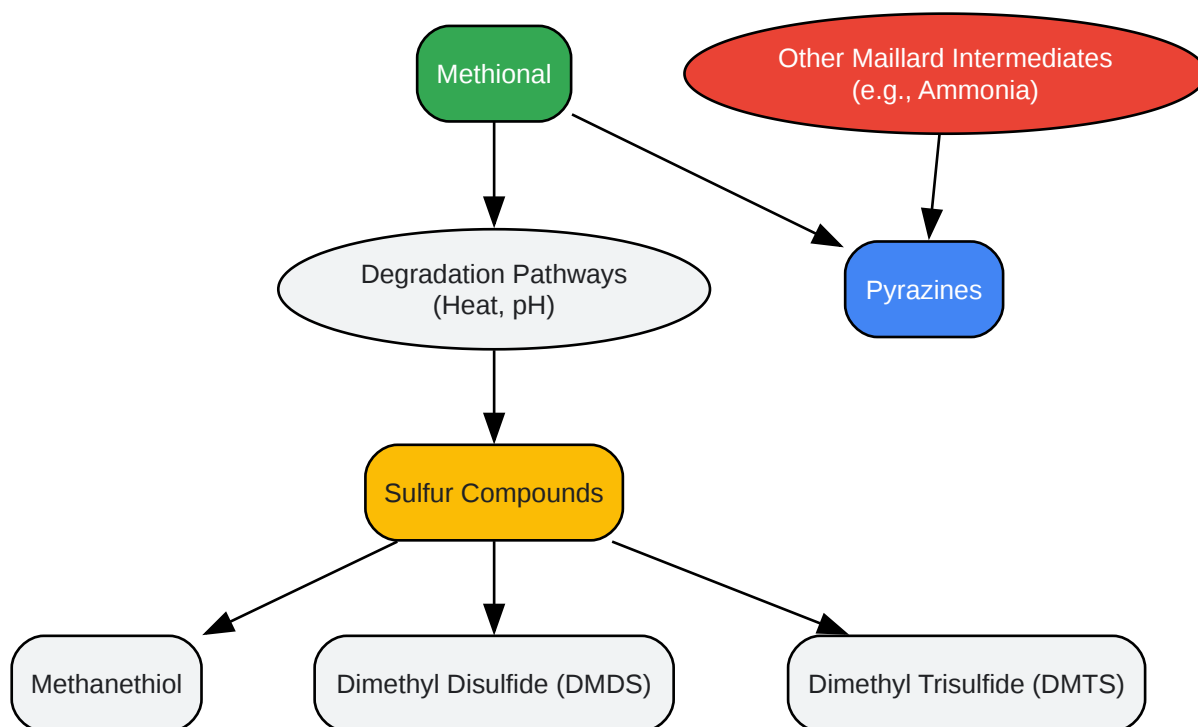 Methional
Other Maillard Intermediates
(e.g., Ammonia)
Degradation Pathways
(Heat, pH)
Pyrazines
Sulfur Compounds
Methanethiol
Dimethyl Disulfide (DMDS)
Dimethyl Trisulfide (DMTS)